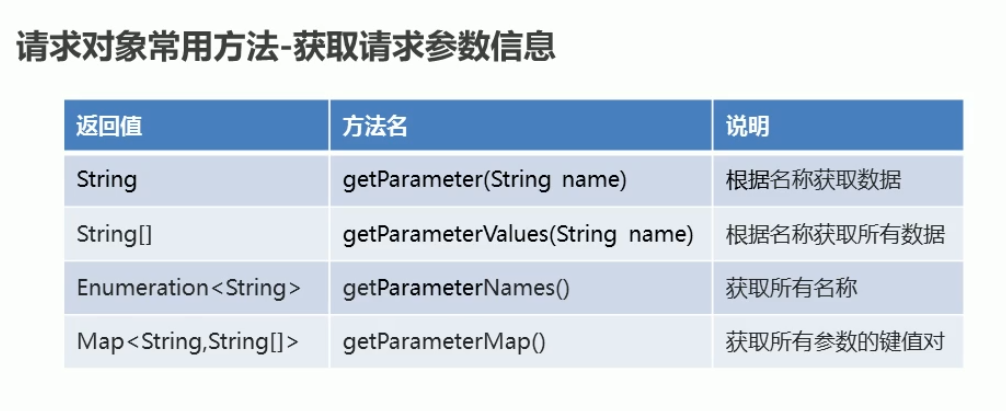 请求对象常用方法-获取请求参数信息
返回值 方法名 说明
String getParameter(String name) 根据名称获取数据
String[] getParameterValues(String name) 根据名称获取所有数据
Enumeration<String> getParameterNames() 获取所有名称
Map<String,String[]> getParameterMap() 获取所有参数的键值对